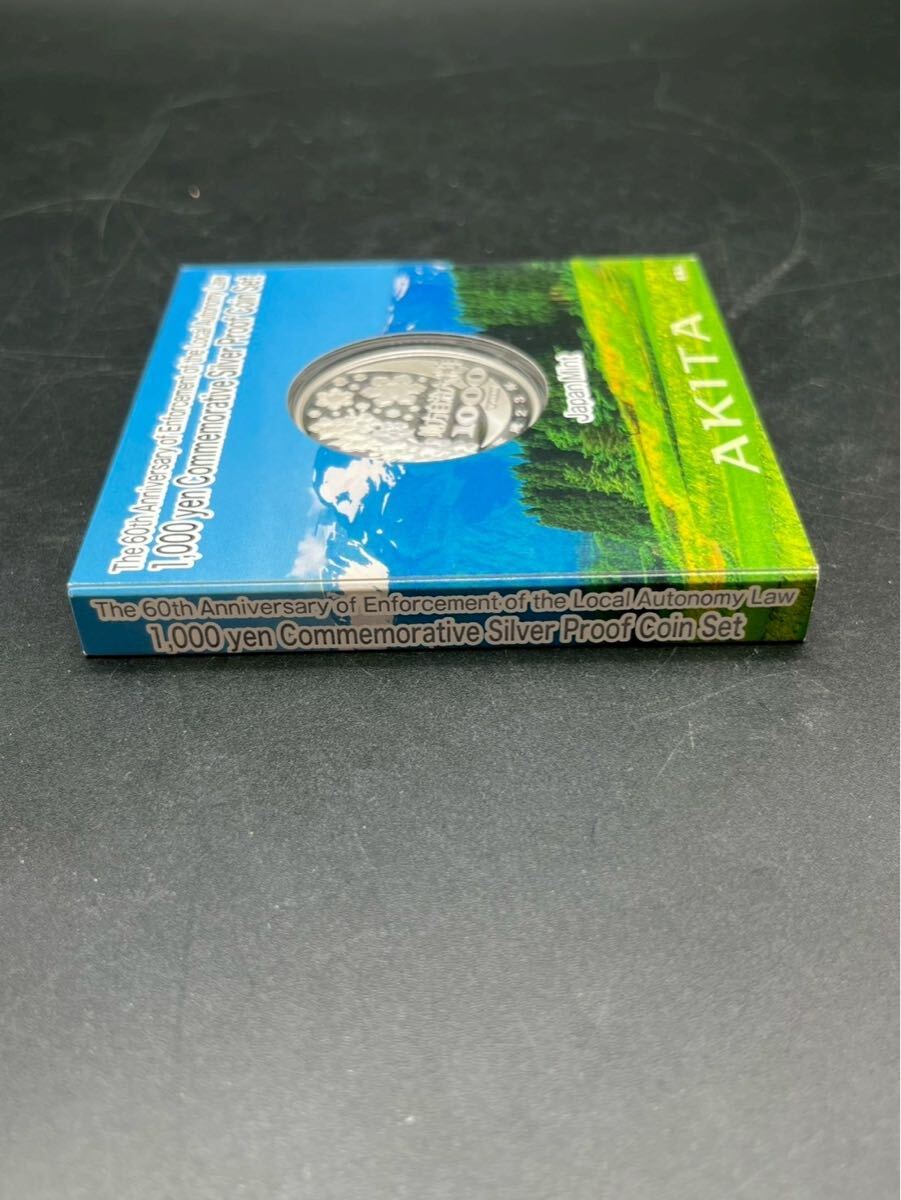 The 60th Anniversary of Enforcement of the Local Autonomy Law
1,000 yen Commemorative Silver Proof Coin Set
1000
Japan Mint
AKITA
The 60th Anniversary of Enforcement of the Local Autonomy Law
1,000 yen Commemorative Silver Proof Coin Set